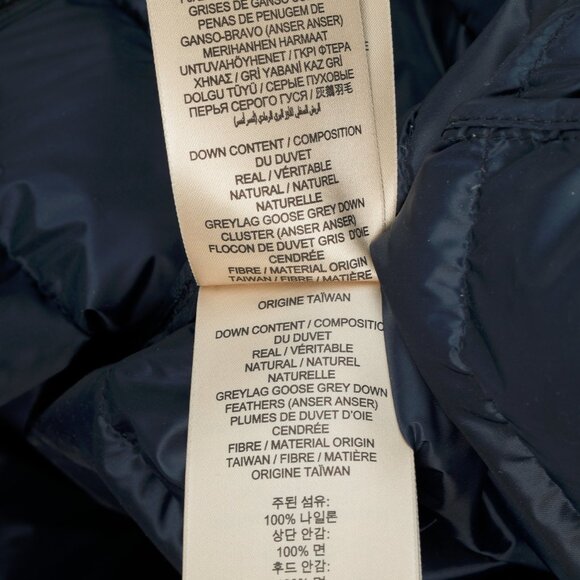 GRISES DE GANSO COM
PENAS DE PENUGEM DE
GANSO-BRAVO (ANSER ANSER)
MERIHANHEN HARMAAT
UNTUVAHÖYHENET / ΓΚΡΙ ΦΤΕΡΑ
ΧΗΝΑΣ / GRİ YABANİ KAZ GRİ
DOLGU TÜYÜ / СЕРЫЕ ПУХОВЫЕ
ПЕРЬЯ СЕРОГО ГУСЯ / 灰鵝羽毛
DOWN CONTENT / COMPOSITION
DU DUVET
REAL / VÉRITABLE
NATURAL / NATUREL
NATURELLE
GREYLAG GOOSE GREY DOWN
CLUSTER (ANSER ANSER)
FLOCON DE DUVET GRIS D'OIE
CENDRÉE
FIBRE / MATERIAL ORIGIN
TAIWAN / FIBRE / MATIÈRE
ORIGINE TAÏWAN
DOWN CONTENT / COMPOSITIO
DU DUVET
REAL / VÉRITABLE
NATURAL / NATUREL
NATURELLE
GREYLAG GOOSE GREY DOWN
FEATHERS (ANSER ANSER)
PLUMES DE DUVET D'OIE
CENDRÉE
FIBRE / MATERIAL ORIGIN
TAIWAN / FIBRE / MATIÈRE
ORIGINE TAÏWAN
주된 섬유:
100% 나일론
상단 안감:
100% 면
후드 안감: